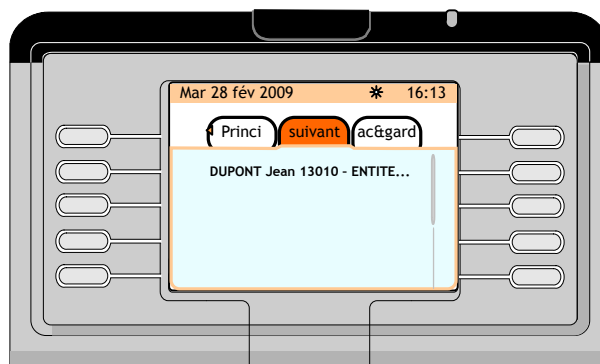 Mar 28 fév 2009 16:13
Princi suivant ac&gard
DUPONT Jean 13010 - ENTITE...